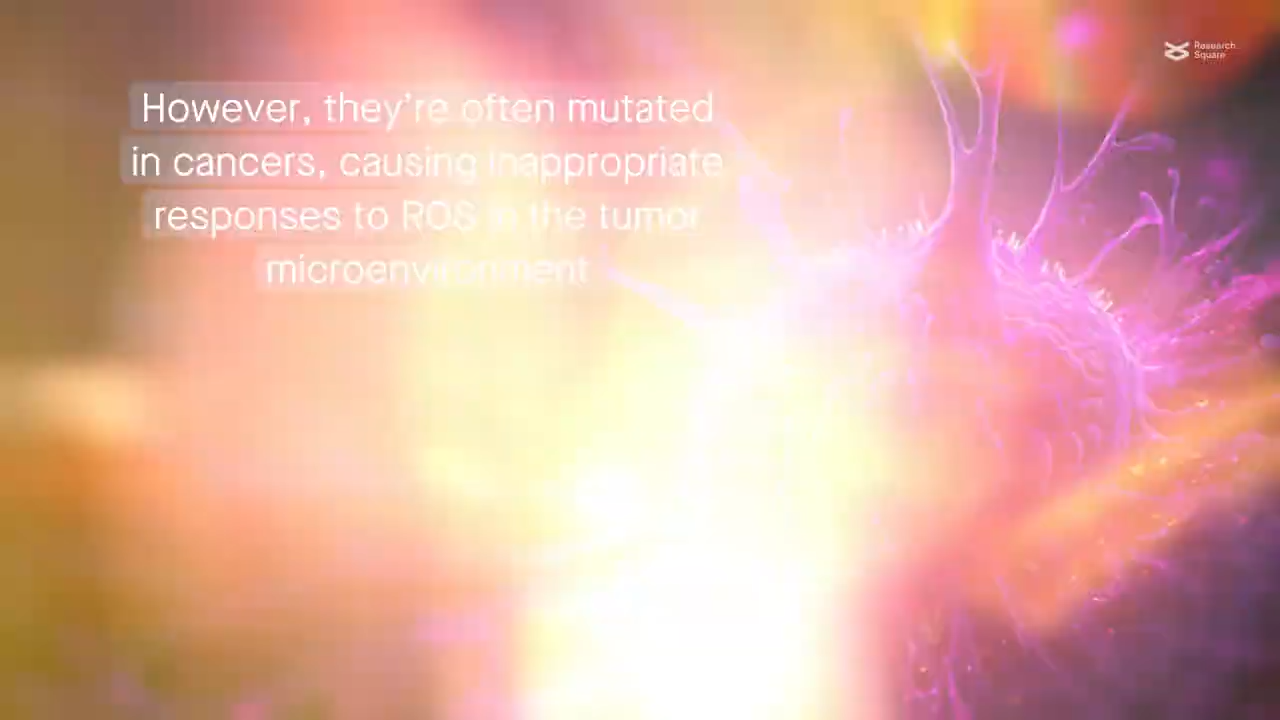 However, they're often mutated
in cancers, causing inappropriate
responses to ROS in the tumor
microenvironment
Research
Square